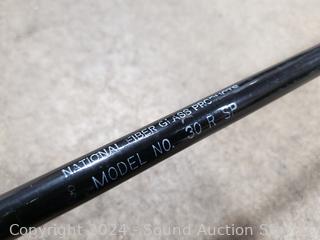 NATIONAL FIBER GLASS PRODUCTS
MODEL NO. 30 R SP
Copyright 2024 - Sound Auction Service